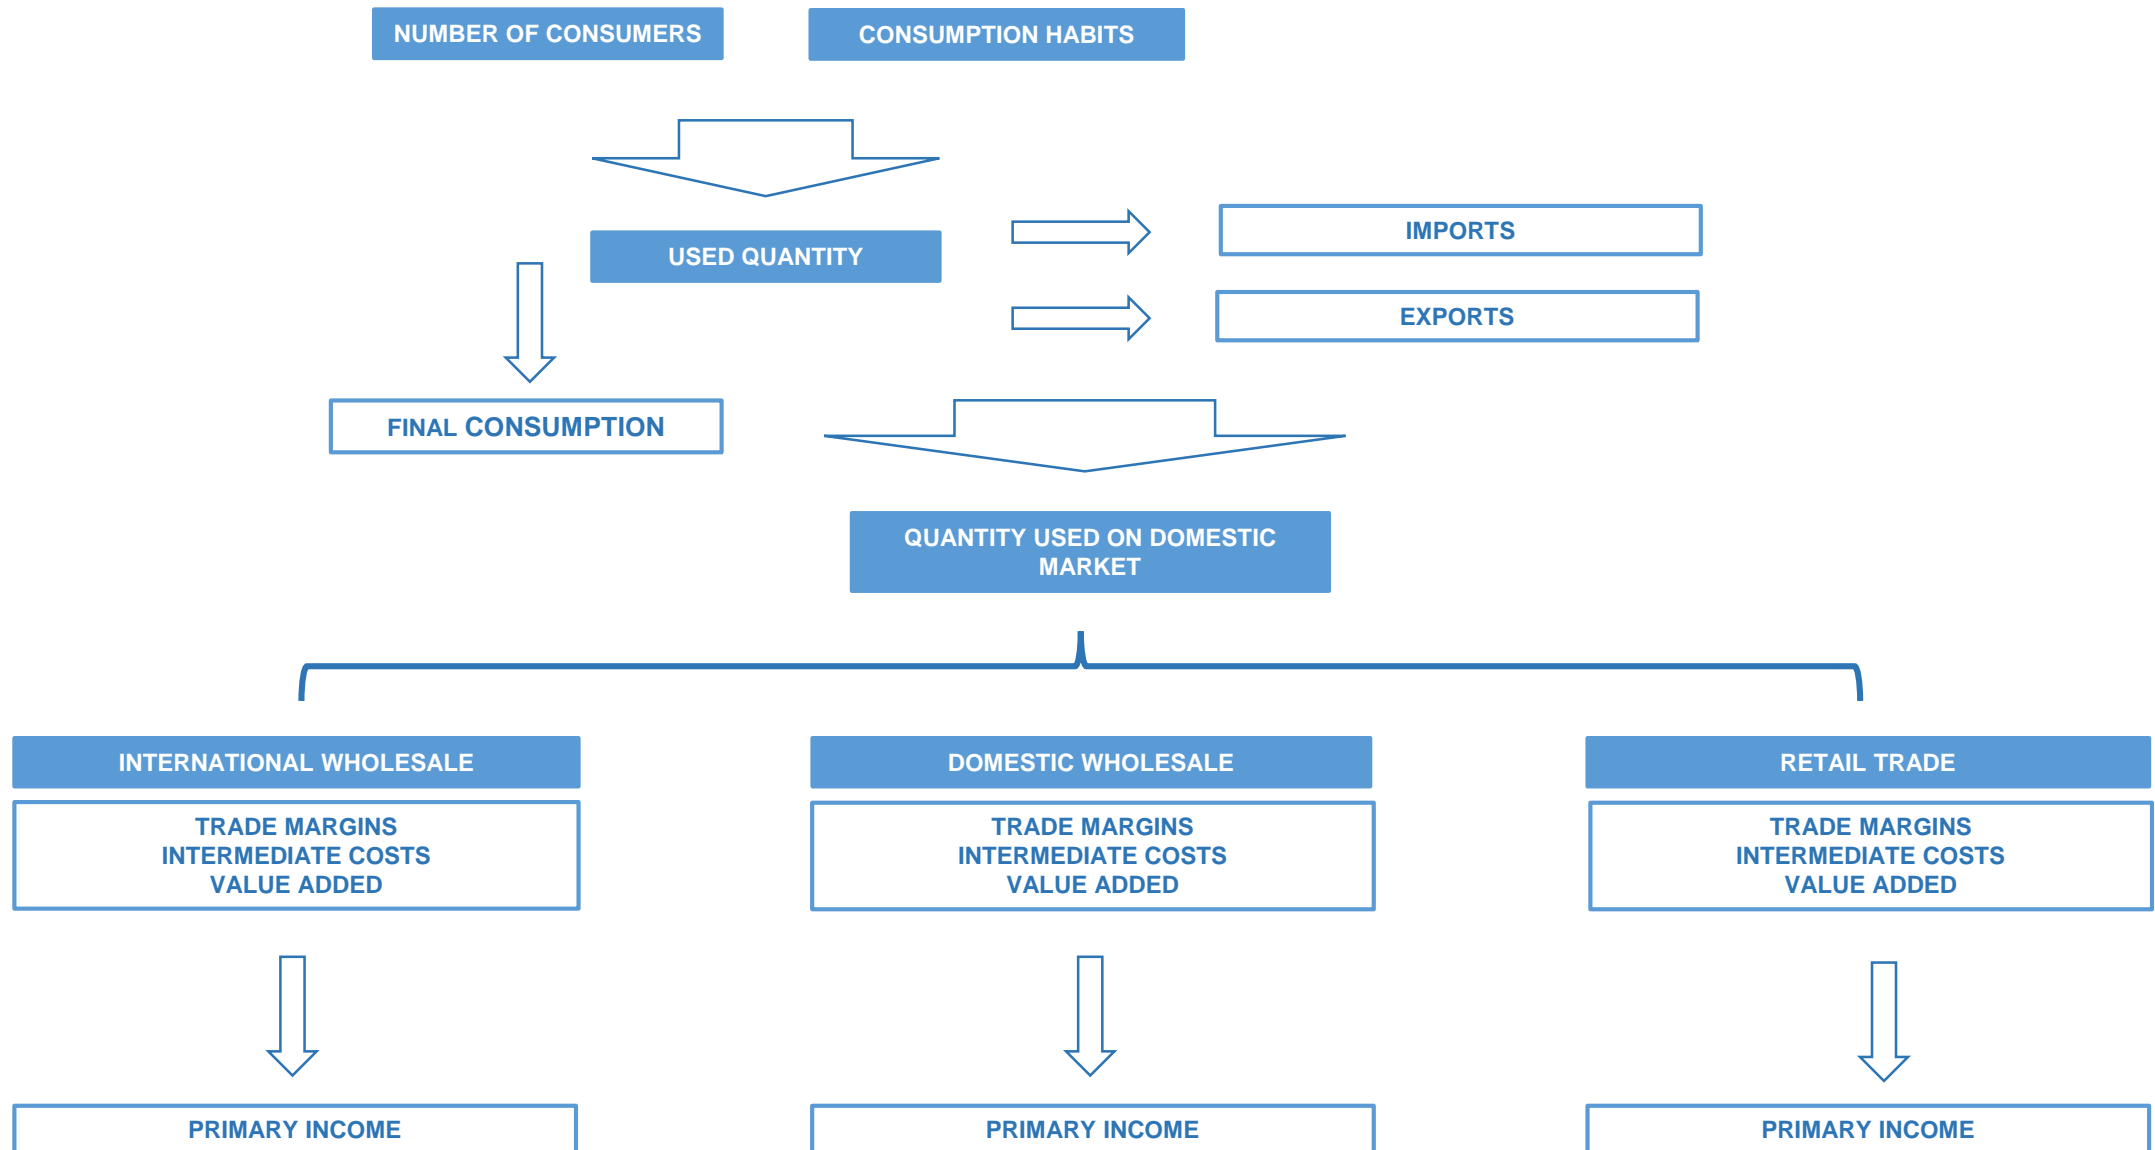 NUMBER OF CONSUMERS
CONSUMPTION HABITS
USED QUANTITY
IMPORTS
EXPORTS
FINAL CONSUMPTION
QUANTITY USED ON DOMESTIC
MARKET
INTERNATIONAL WHOLESALE
TRADE MARGINS
INTERMEDIATE COSTS
VALUE ADDED
PRIMARY INCOME
DOMESTIC WHOLESALE
TRADE MARGINS
INTERMEDIATE COSTS
VALUE ADDED
PRIMARY INCOME
RETAIL TRADE
TRADE MARGINS
INTERMEDIATE COSTS
VALUE ADDED
PRIMARY INCOME